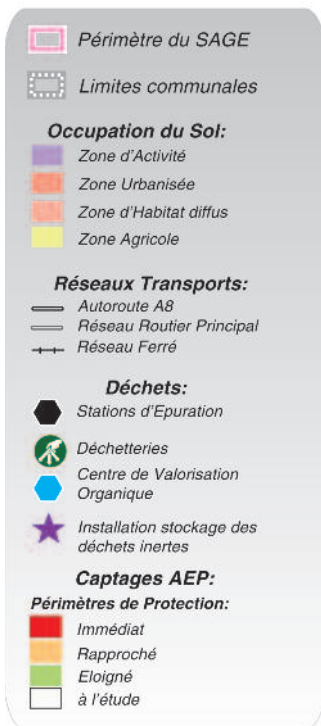 Périmètre du SAGE
Limites communales
Occupation du Sol:
Zone d'Activité
Zone Urbanisée
Zone d'Habitat diffus
Zone Agricole
Réseaux Transports:
Autoroute A8
Réseau Routier Principal
Réseau Ferré
Déchets:
Stations d'Epuration
Déchetteries
Centre de Valorisation
Organique
Installation stockage des
déchets inertes
Captages AEP:
Périmètres de Protection:
Immédiat
Rapproché
Eloigné
à l'étude